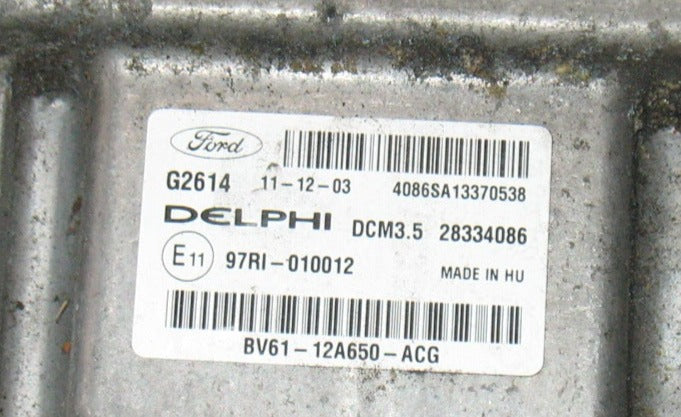 Ford
G2614 11-12-03 4086SA13370538
DELPHI DCM3.5 28334086
E11 97RI-010012 MADE IN HU
BV61-12A650-ACG